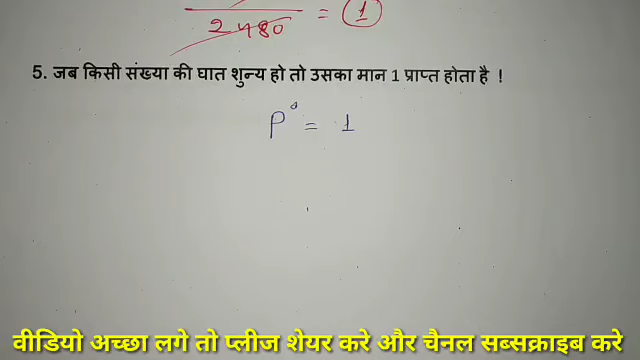 2480 = 1
5. जब किसी संख्या की घात शुन्य हो तो उसका मान 1 प्राप्त होता है !
P⁰ = 1
वीडियो अच्छा लगे तो प्लीज शेयर करे और चैनल सब्सक्राइब करे